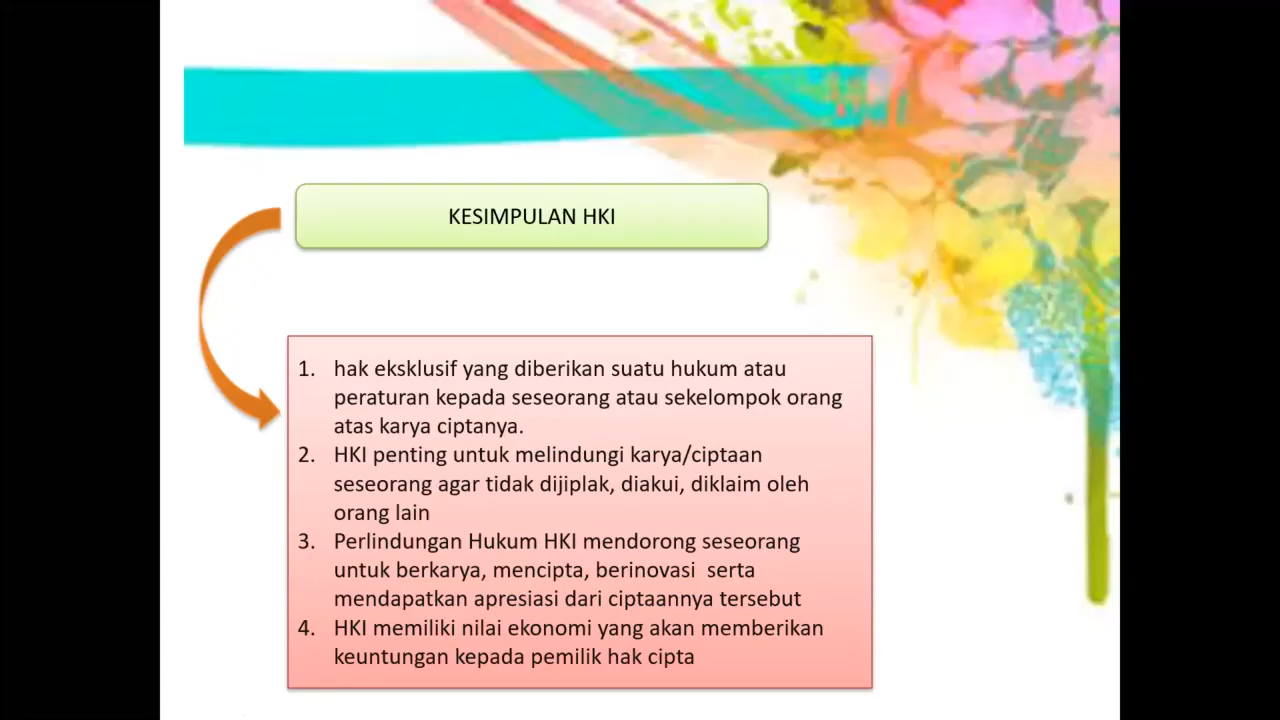 KESIMPULAN HKI
1. hak eksklusif yang diberikan suatu hukum atau
peraturan kepada seseorang atau sekelompok orang
atas karya ciptanya.
2. HKI penting untuk melindungi karya/ciptaan
seseorang agar tidak dijiplak, diakui, diklaim oleh
orang lain
3. Perlindungan Hukum HKI mendorong seseorang
untuk berkarya, mencipta, berinovasi serta
mendapatkan apresiasi dari ciptaannya tersebut
4. HKI memiliki nilai ekonomi yang akan memberikan
keuntungan kepada pemilik hak cipta